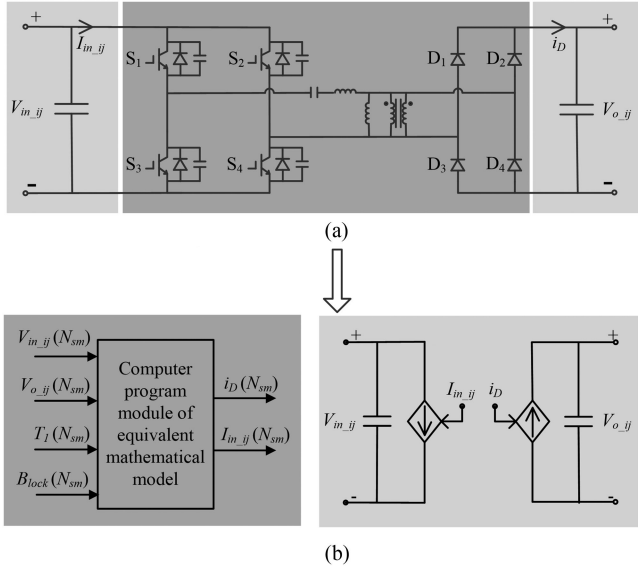 + I_in_ij S1 S2 D1 D2 i_D +
V_in_ij V_o_ij
- S3 S4 D3 D4 -
(a)
V_in_ij(N_sm)
V_o_ij(N_sm)
T_1(N_sm)
B_lock(N_sm)
Computer
program
module of
equivalent
mathematical
model
i_D(N_sm)
I_in_ij(N_sm)
+ +
V_in_ij I_in_ij i_D V_o_ij
- -
(b)